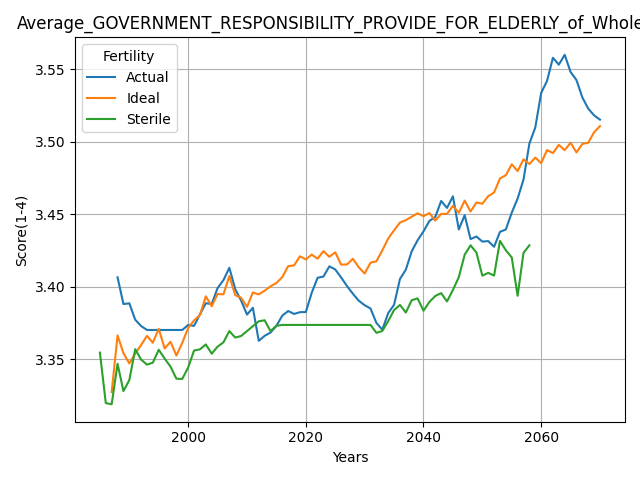 Average_GOVERNMENT_RESPONSIBILITY_PROVIDE_FOR_ELDERLY_of_Whole
Fertility
Actual
Ideal
Sterile
Score(1-4)
3.55
3.50
3.45
3.40
3.35
2000 2020 2040 2060
Years